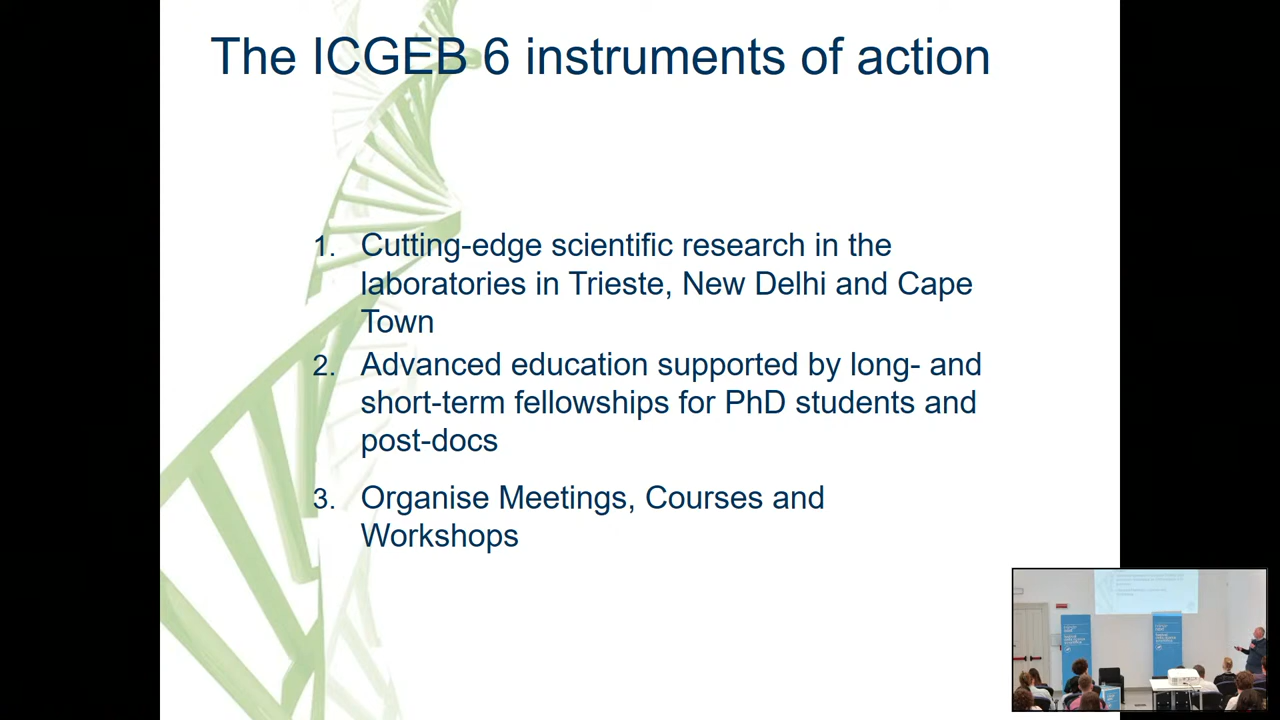 The ICGEB 6 instruments of action
1. Cutting-edge scientific research in the
laboratories in Trieste, New Delhi and Cape
Town
2. Advanced education supported by long- and
short-term fellowships for PhD students and
post-docs
3. Organise Meetings, Courses and
Workshops